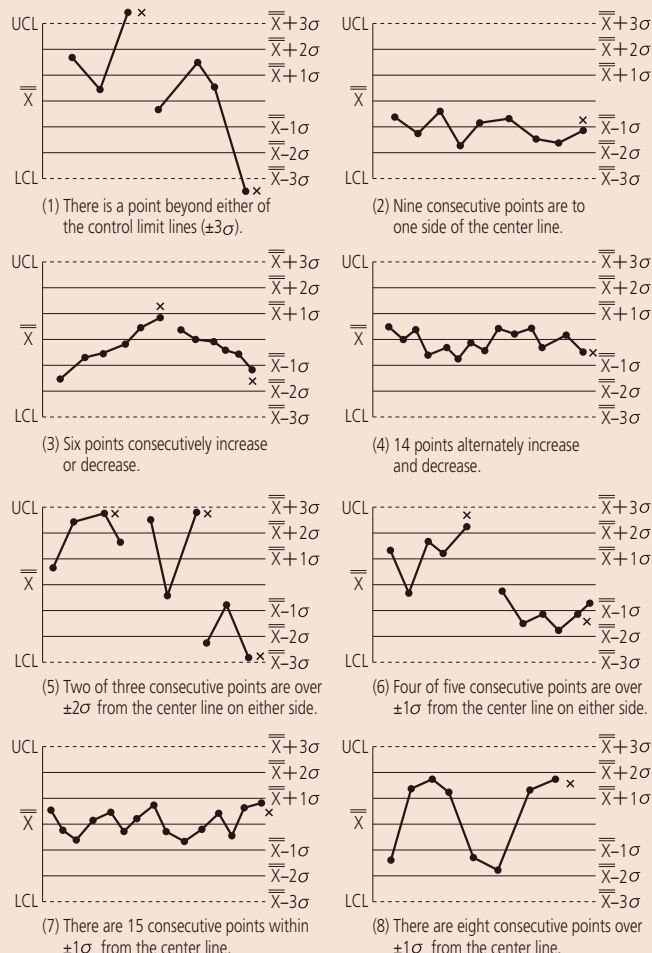 UCL X̿+3σ
X̿+2σ
X̿+1σ
X̿
X̿–1σ
X̿–2σ
LCL X̿–3σ
(1) There is a point beyond either of
the control limit lines (±3σ).
UCL X̿+3σ
X̿+2σ
X̿+1σ
X̿
X̿–1σ
X̿–2σ
LCL X̿–3σ
(2) Nine consecutive points are to
one side of the center line.
UCL X̿+3σ
X̿+2σ
X̿+1σ
X̿
X̿–1σ
X̿–2σ
LCL X̿–3σ
(3) Six points consecutively increase
or decrease.
UCL X̿+3σ
X̿+2σ
X̿+1σ
X̿
X̿–1σ
X̿–2σ
LCL X̿–3σ
(4) 14 points alternately increase
and decrease.
UCL X̿+3σ
X̿+2σ
X̿+1σ
X̿
X̿–1σ
X̿–2σ
LCL X̿–3σ
(5) Two of three consecutive points are over
±2σ from the center line on either side.
UCL X̿+3σ
X̿+2σ
X̿+1σ
X̿
X̿–1σ
X̿–2σ
LCL X̿–3σ
(6) Four of five consecutive points are over
±1σ from the center line on either side.
UCL X̿+3σ
X̿+2σ
X̿+1σ
X̿
X̿–1σ
X̿–2σ
LCL X̿–3σ
(7) There are 15 consecutive points within
±1σ from the center line.
UCL X̿+3σ
X̿+2σ
X̿+1σ
X̿
X̿–1σ
X̿–2σ
LCL X̿–3σ
(8) There are eight consecutive points over
±1σ from the center line.